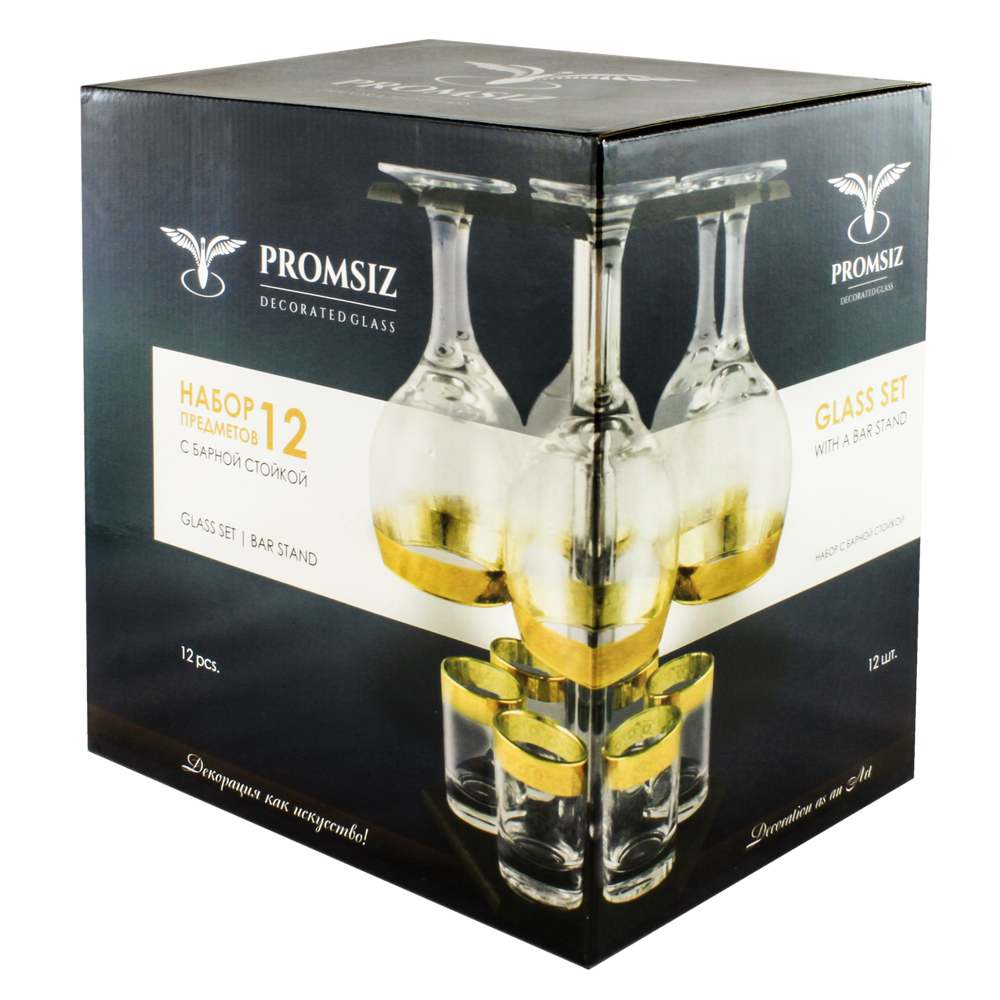 PROMSIZ
PROMSIZ
DECORATED GLASS
НАБОР
ПРЕДМЕТОВ 12
С БАРНОЙ СТОЙКОЙ
GLASS SET | BAR STAND
12 pcs.
Декорация как искусство!
PROMSIZ
DECORATED GLASS
GLASS SET
WITH A BAR STAND
НАБОР С БАРНОЙ СТОЙКОЙ
12 шт.
Decoration as an Art